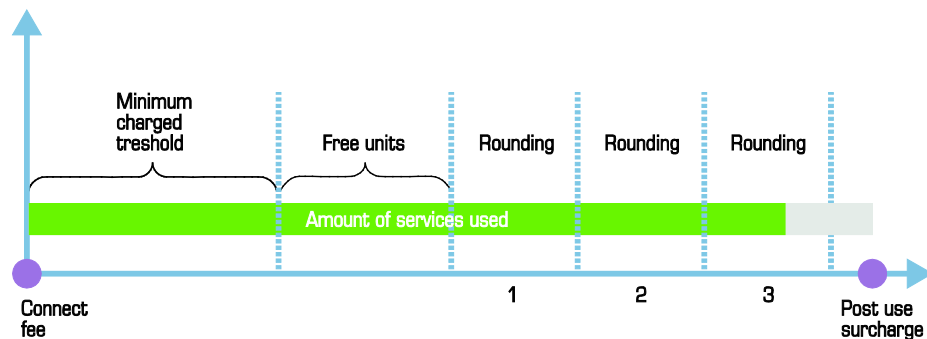 Minimum
charged
treshold
Free units
Rounding
Rounding
Rounding
Amount of services used
1
2
3
Connect
fee
Post use
surcharge